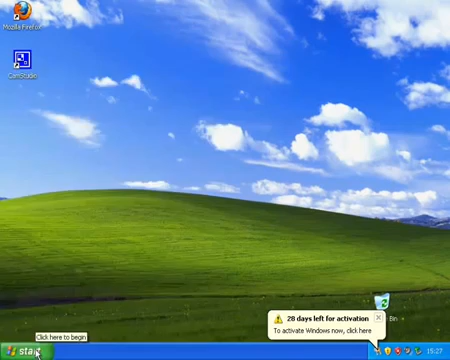 Mozilla Firefox
CamStudio
28 days left for activation
To activate Windows now, click here
Bin
Click here to begin
start
15:27